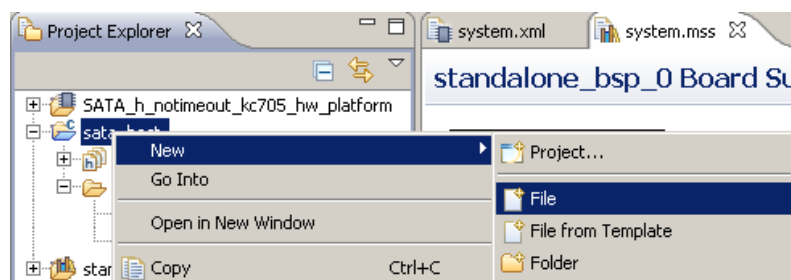 Project Explorer
system.xml
system.mss
standalone_bsp_0 Board Su
SATA_h_notimeout_kc705_hw_platform
New
Project...
Go Into
File
Open in New Window
File from Template
Copy Ctrl+C
Folder
star